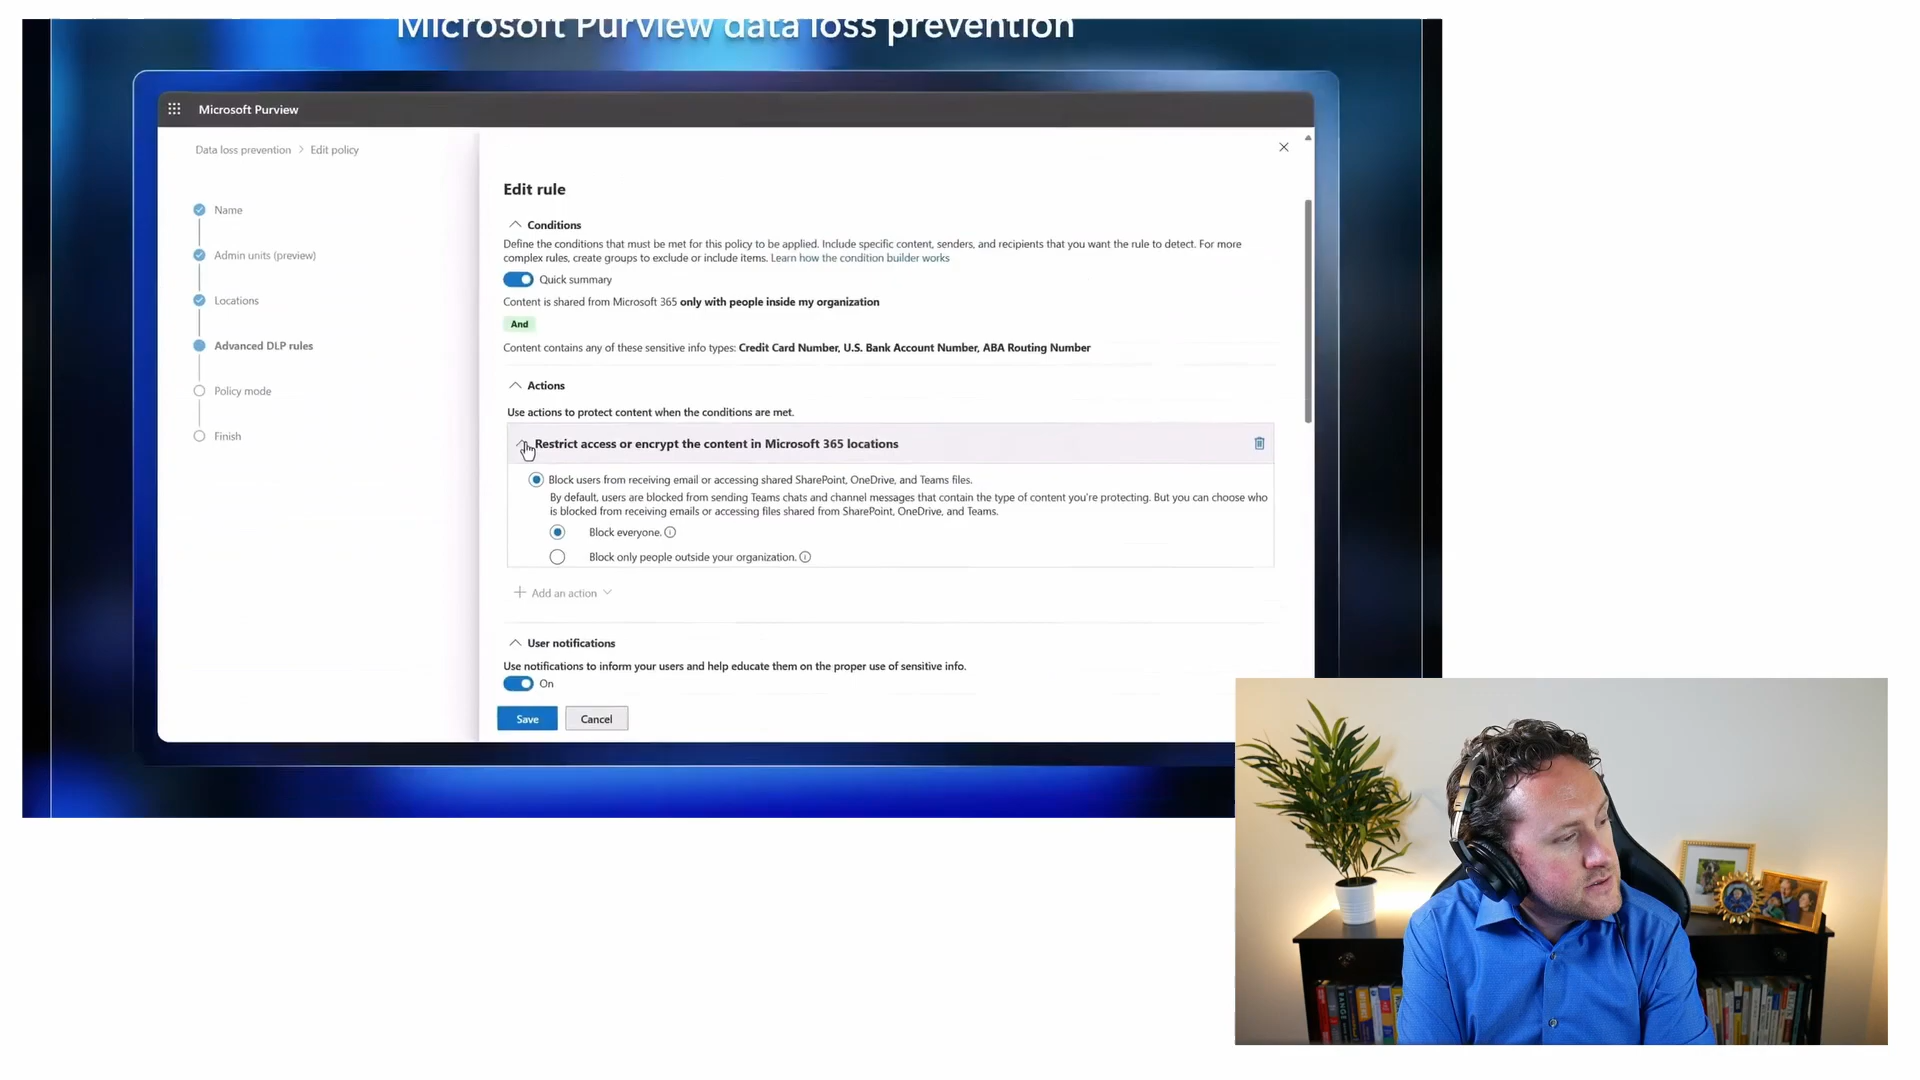 Microsoft Purview data loss prevention
Microsoft Purview
Data loss prevention > Edit policy
Name
Admin units (preview)
Locations
Advanced DLP rules
Policy mode
Finish
Edit rule
Conditions
Define the conditions that must be met for this policy to be applied. Include specific content, senders, and recipients that you want the rule to detect. For more
complex rules, create groups to exclude or include items. Learn how the condition builder works
Quick summary
Content is shared from Microsoft 365 only with people inside my organization
And
Content contains any of these sensitive info types: Credit Card Number, U.S. Bank Account Number, ABA Routing Number
Actions
Use actions to protect content when the conditions are met.
Restrict access or encrypt the content in Microsoft 365 locations
Block users from receiving email or accessing shared SharePoint, OneDrive, and Teams files.
By default, users are blocked from sending Teams chats and channel messages that contain the type of content you're protecting. But you can choose who
is blocked from receiving emails or accessing files shared from SharePoint, OneDrive, and Teams.
Block everyone.
Block only people outside your organization.
Add an action
User notifications
Use notifications to inform your users and help educate them on the proper use of sensitive info.
On
Save
Cancel